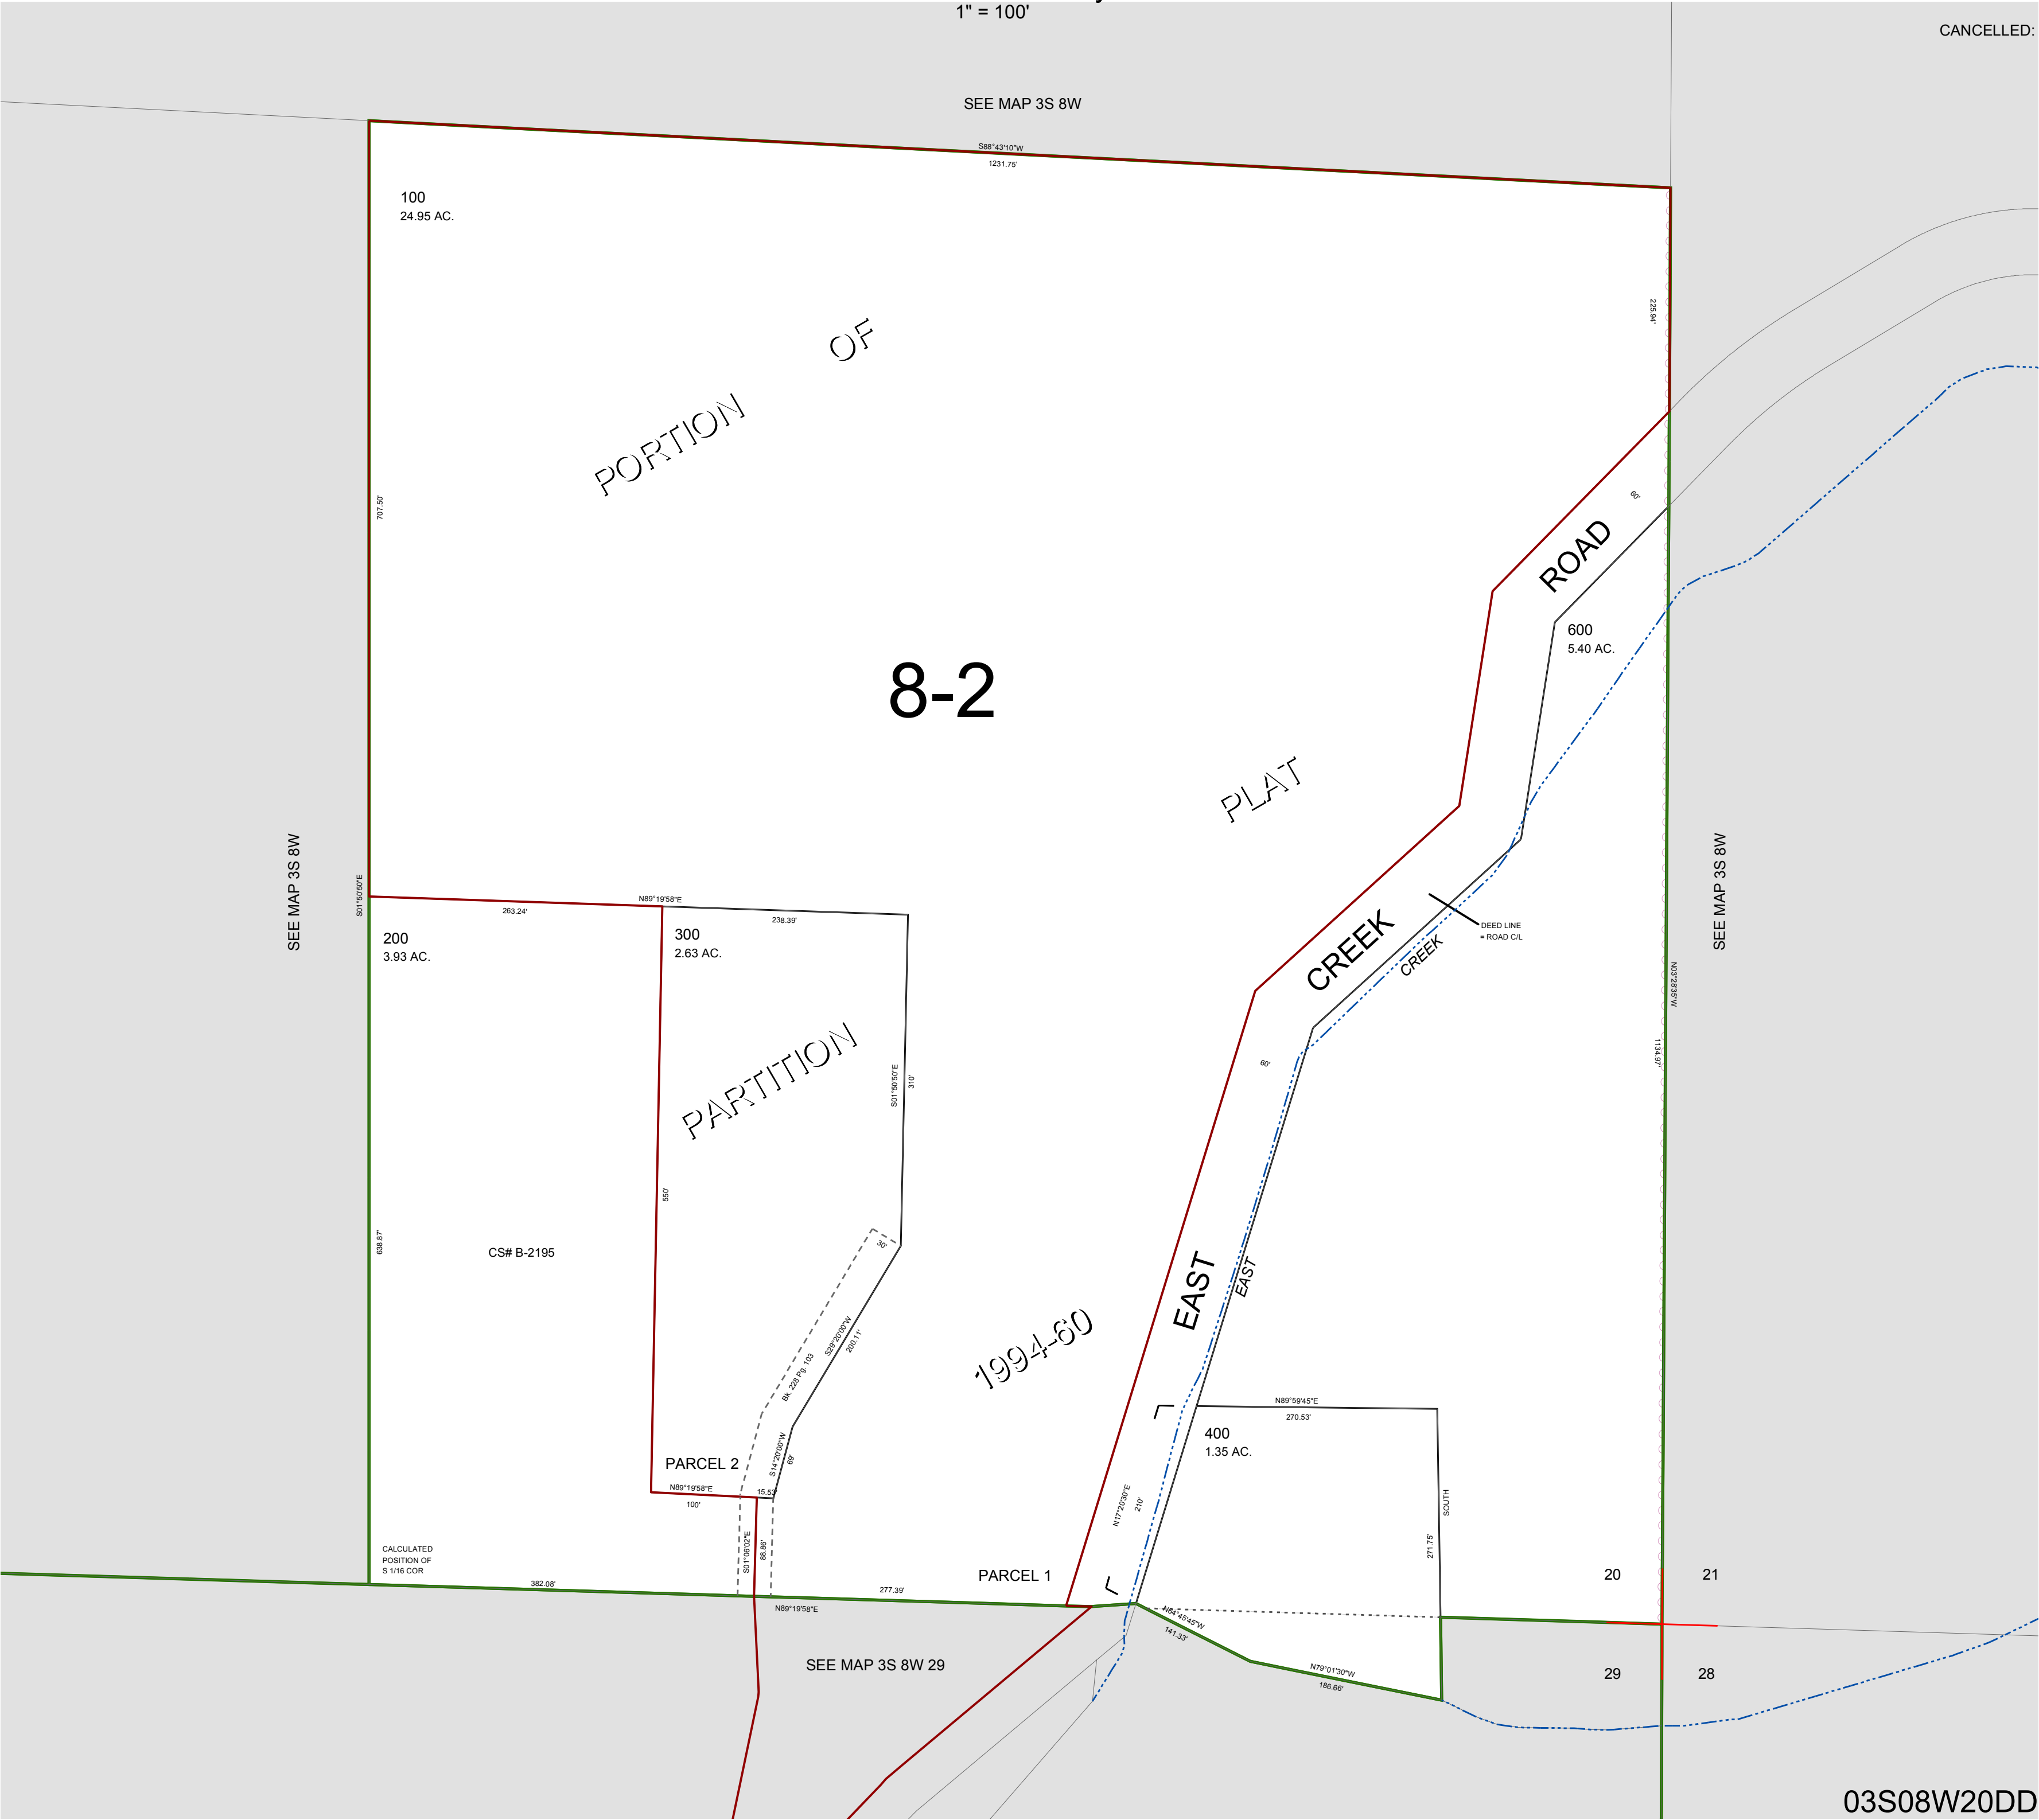 1" = 100'
CANCELLED:
SEE MAP 3S 8W
S88°43'10"W
1231.75'
100
24.95 AC.
225.94'
PORTION OF
707.50'
60'
ROAD
600
5.40 AC.
8-2
PLAT
SEE MAP 3S 8W
SEE MAP 3S 8W
S01°50'50"E
N89°19'58"E
263.24'
238.39'
200
3.93 AC.
300
2.63 AC.
CREEK
DEED LINE
= ROAD C/L
CREEK
N03°28'35"W
1134.97'
PARTITION
S01°50'50"E
310'
60'
550'
638.87'
CS# B-2195
30'
EAST
EAST
S29°20'00"W
200.11'
Bk. 228 Pg. 103
1994-60
N89°59'45"E
270.53'
400
1.35 AC.
PARCEL 2
S14°20'00"W
69'
N89°19'58"E
100'
15.53'
N17°20'30"E
210'
SOUTH
271.75'
CALCULATED
POSITION OF
S 1/16 COR
S01°06'02"E
88.86'
PARCEL 1
20
21
382.08'
277.39'
N89°19'58"E
N64°45'45"W
141.33'
SEE MAP 3S 8W 29
N79°01'30"W
186.66'
29
28
03S08W20DD